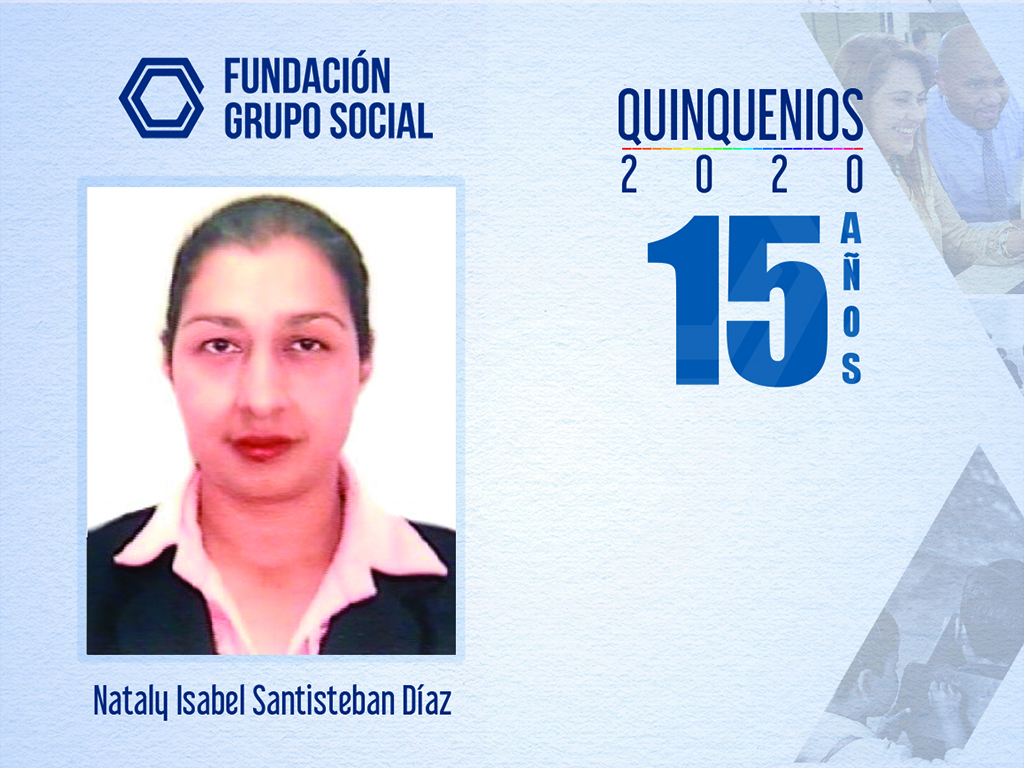 FUNDACIÓN
GRUPO SOCIAL
QUINQUENIOS
2020
15
AÑOS
Nataly Isabel Santisteban Díaz